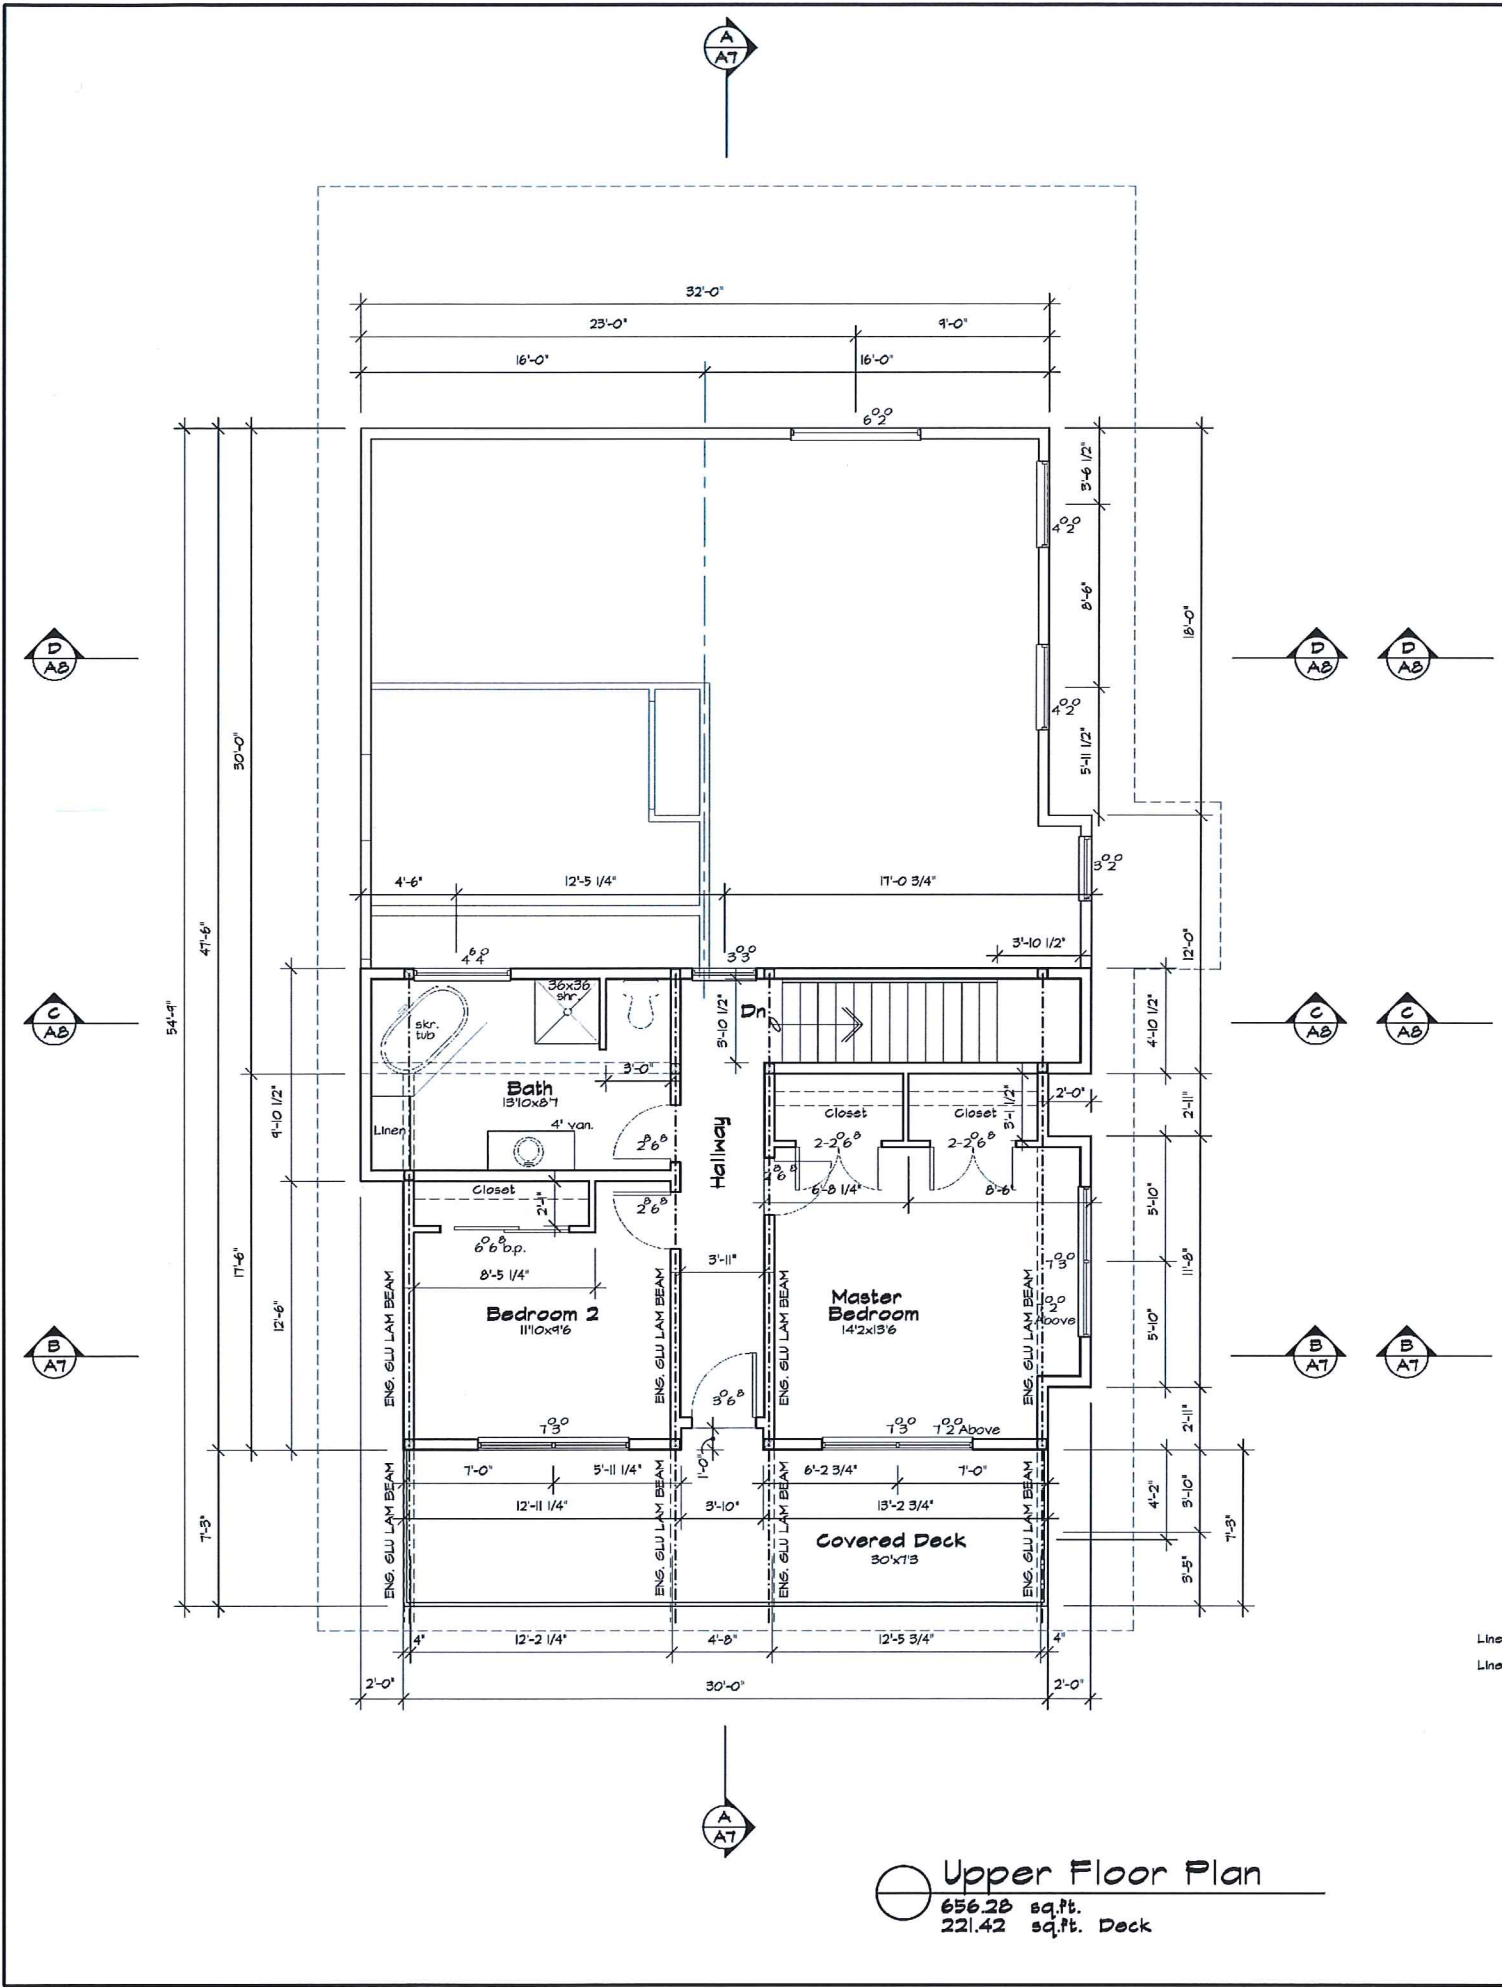 A
A7
32'-0"
23'-0"
9'-0"
16'-0"
16'-0"
6⁰2⁰
3'-6 1/2"
4⁰2⁰
8'-6"
18'-0"
D
A8
D
A8
D
A8
4⁰2⁰
5'-11 1/2"
30'-0"
3⁰2⁰
4'-6"
12'-5 1/4"
17'-0 3/4"
47'-6"
3'-10 1/2"
12'-0"
4⁶4⁰
3⁰3⁰
54'-9"
C
A8
36x36
shr.
skr.
tub
3'-10 1/2"
Dn
4'-10 1/2"
C
A8
C
A8
3'-0"
Bath
13'10x8'7
9'-10 1/2"
Linen
4' van.
2⁸6⁸
Hallway
Closet
Closet
3'-1 1/2"
2'-0"
2'-11"
2-2⁰6⁸
2-2⁰6⁸
2⁸6⁸
6'-8 1/4"
8'-6"
Closet
2'-1"
2⁸6⁸
5'-10"
6⁰6⁸ b.p.
8'-5 1/4"
3'-11"
17'-6"
12'-6"
7⁰3⁰
11'-8"
ENG. GLU LAM BEAM
ENG. GLU LAM BEAM
ENG. GLU LAM BEAM
ENG. GLU LAM BEAM
Bedroom 2
11'10x9'6
Master
Bedroom
14'2x13'6
Above
5'-10"
B
A7
B
A7
B
A7
3⁰6⁸
7⁰3⁰
7⁰3⁰
7⁰2⁰ Above
2'-11"
1'-0"
7'-0"
5'-11 1/4"
6'-2 3/4"
7'-0"
12'-11 1/4"
3'-10"
13'-2 3/4"
4'-2"
3'-10"
7'-3"
7'-3"
ENG. GLU LAM BEAM
ENG. GLU LAM BEAM
ENG. GLU LAM BEAM
ENG. GLU LAM BEAM
Covered Deck
30'x7'3
3'-5"
4"
12'-2 1/4"
4'-8"
12'-5 3/4"
4"
2'-0"
30'-0"
2'-0"
Line
Line
A
A7
Upper Floor Plan
656.28 sq.ft.
221.42 sq.ft. Deck